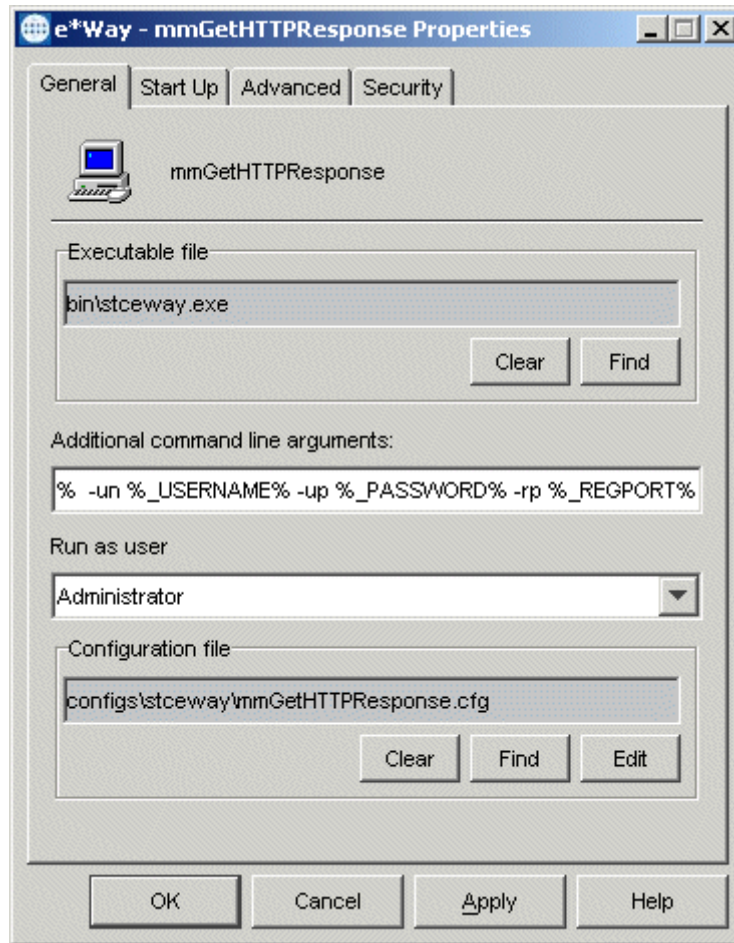 e*Way - mmGetHTTPResponse Properties
General Start Up Advanced Security
mmGetHTTPResponse
Executable file
bin\stceway.exe
Clear Find
Additional command line arguments:
% -un %_USERNAME% -up %_PASSWORD% -rp %_REGPORT%
Run as user
Administrator
Configuration file
configs\stceway\mmGetHTTPResponse.cfg
Clear Find Edit
OK Cancel Apply Help